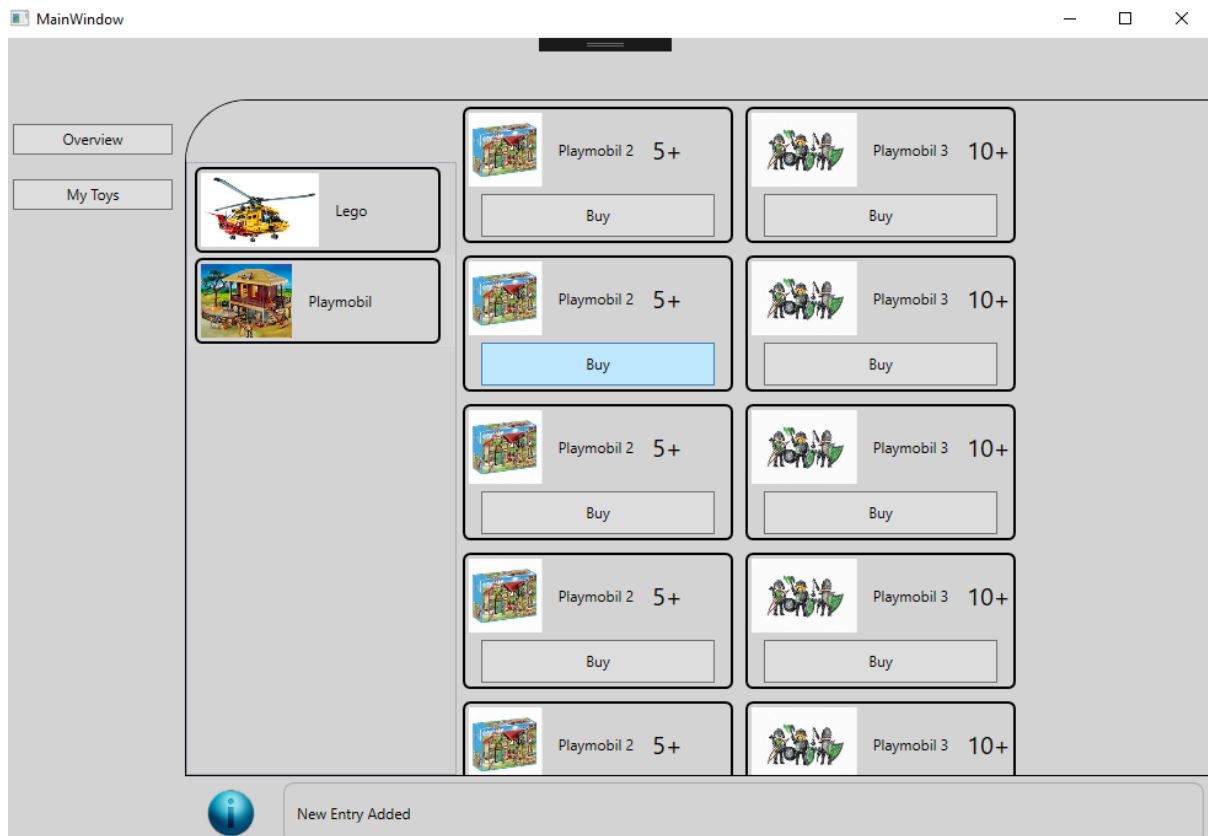 MainWindow
Overview
My Toys
Lego
Playmobil
Playmobil 2 5+
Buy
Playmobil 3 10+
Buy
Playmobil 2 5+
Buy
Playmobil 3 10+
Buy
Playmobil 2 5+
Buy
Playmobil 3 10+
Buy
Playmobil 2 5+
Buy
Playmobil 3 10+
Buy
Playmobil 2 5+
Playmobil 3 10+
i
New Entry Added